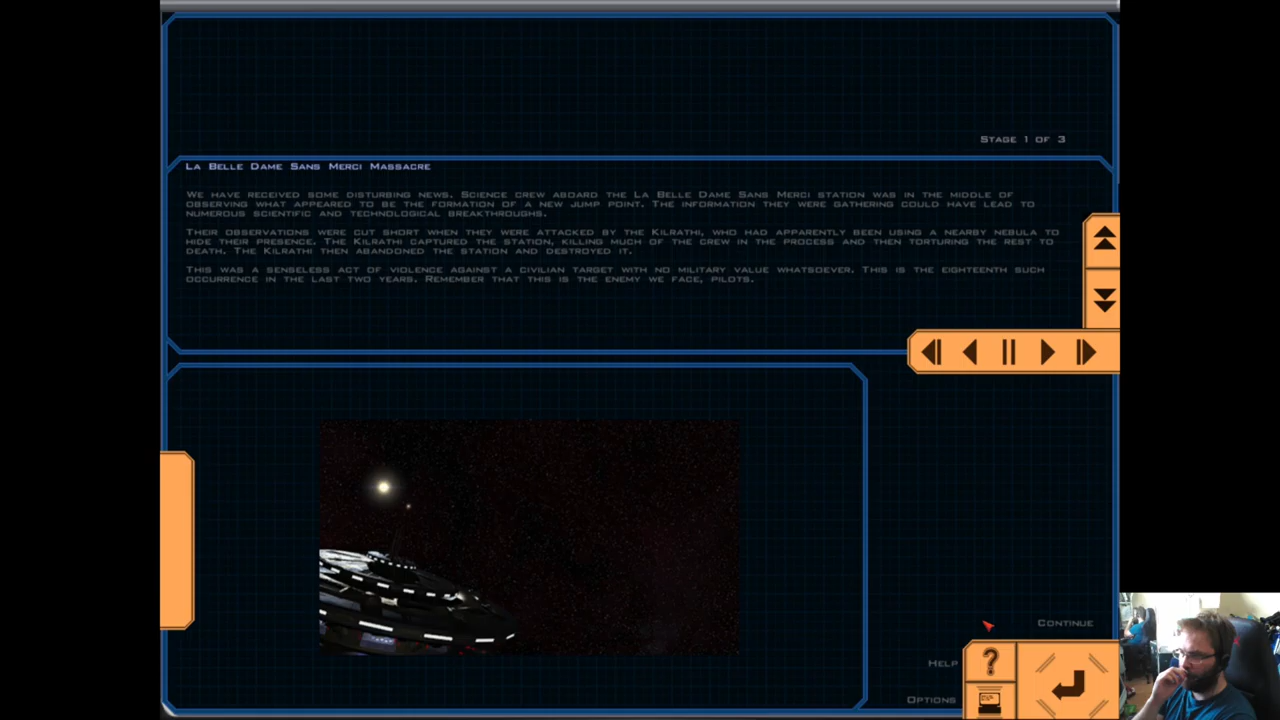 Stage 1 of 3
La Belle Dame Sans Merci Massacre
We have received some disturbing news. Science crew aboard the La Belle Dame Sans Merci station was in the middle of
observing what appeared to be the formation of a new jump point. The information they were gathering could have lead to
numerous scientific and technological breakthroughs.
Their observations were cut short when they were attacked by the Kilrathi, who had apparently been using a nearby nebula to
hide their presence. The Kilrathi captured the station, killing much of the crew in the process and then torturing the rest to
death. The Kilrathi then abandoned the station and destroyed it.
This was a senseless act of violence against a civilian target with no military value whatsoever. This is the eighteenth such
occurrence in the last two years. Remember that this is the enemy we face, pilots.
Continue
?
Help
Options